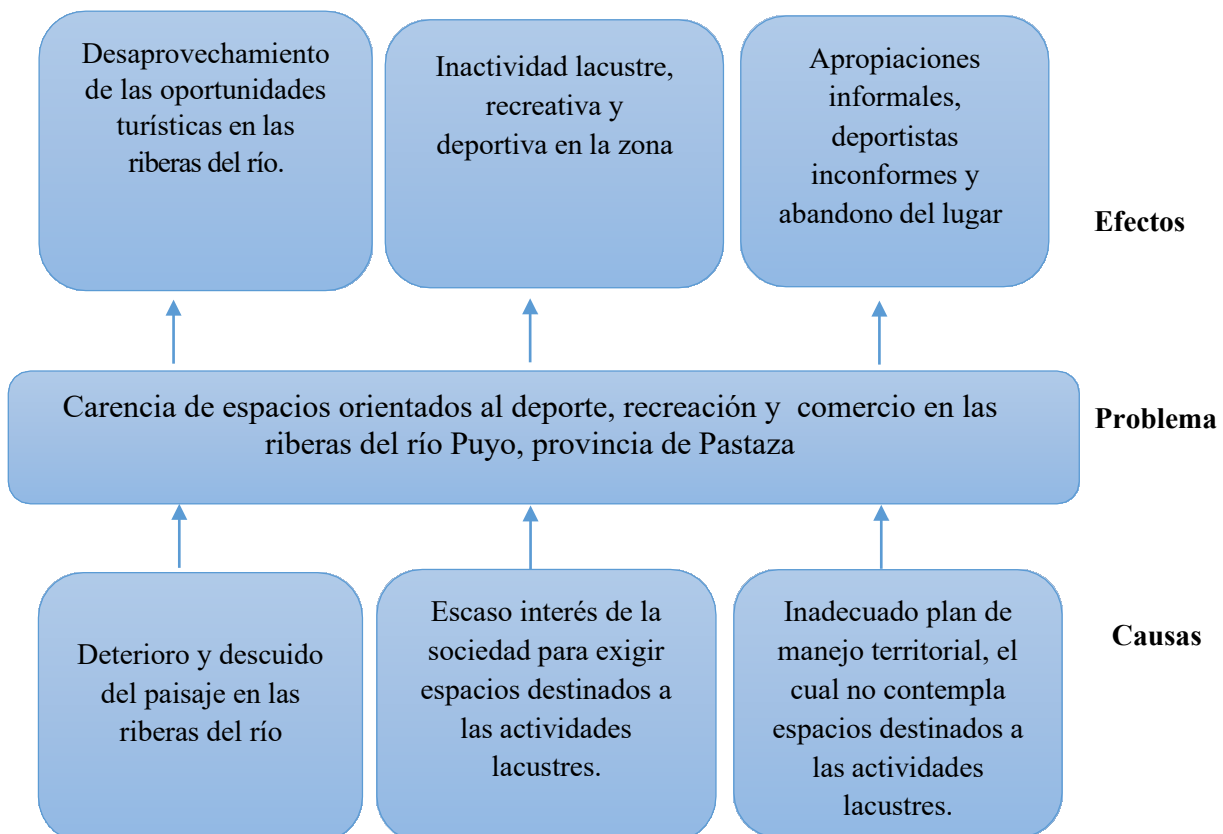 Desaprovechamiento
de las oportunidades
turísticas en las
riberas del río.
Inactividad lacustre,
recreativa y
deportiva en la zona
Apropiaciones
informales,
deportistas
inconformes y
abandono del lugar
Efectos
Carencia de espacios orientados al deporte, recreación y comercio en las
riberas del río Puyo, provincia de Pastaza
Problema
Deterioro y descuido
del paisaje en las
riberas del río
Escaso interés de la
sociedad para exigir
espacios destinados a
las actividades
lacustres.
Inadecuado plan de
manejo territorial, el
cual no contempla
espacios destinados a
las actividades
lacustres.
Causas